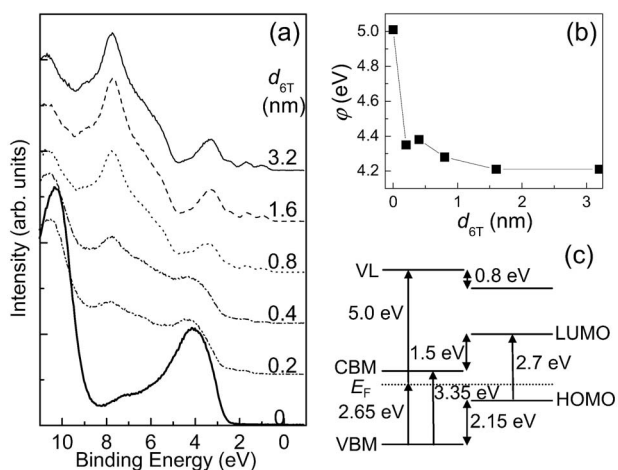 (a)
d6T
(nm)
3.2
1.6
0.8
0.4
0.2
0
Intensity (arb. units)
10 8 6 4 2 0
Binding Energy (eV)
(b)
5.0
4.8
4.6
4.4
4.2
φ (eV)
0 1 2 3
d6T (nm)
(c)
VL
0.8 eV
5.0 eV
LUMO
1.5 eV
CBM
2.7 eV
EF
3.35 eV
HOMO
2.65 eV
2.15 eV
VBM